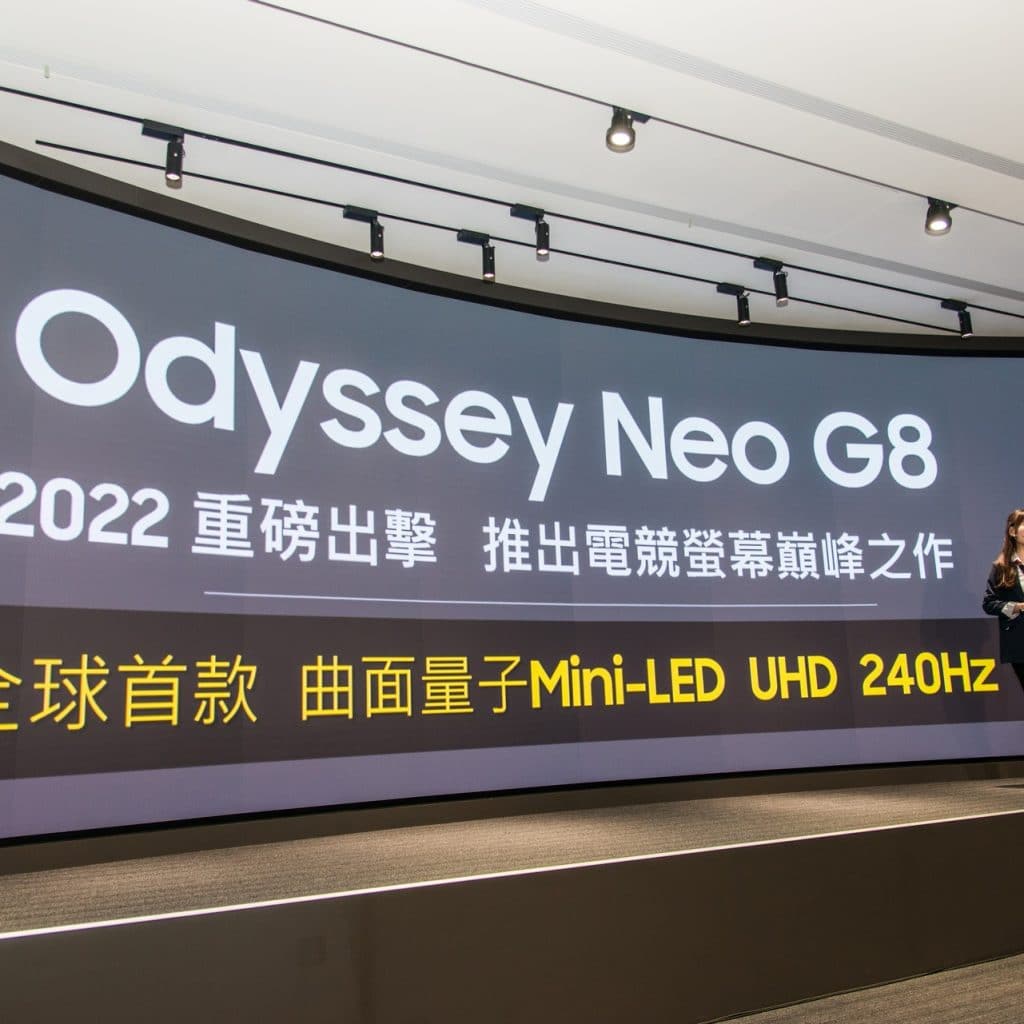 Odyssey Neo G8
2022 重磅出擊 推出電競螢幕巔峰之作
全球首款 曲面量子Mini-LED UHD 240Hz